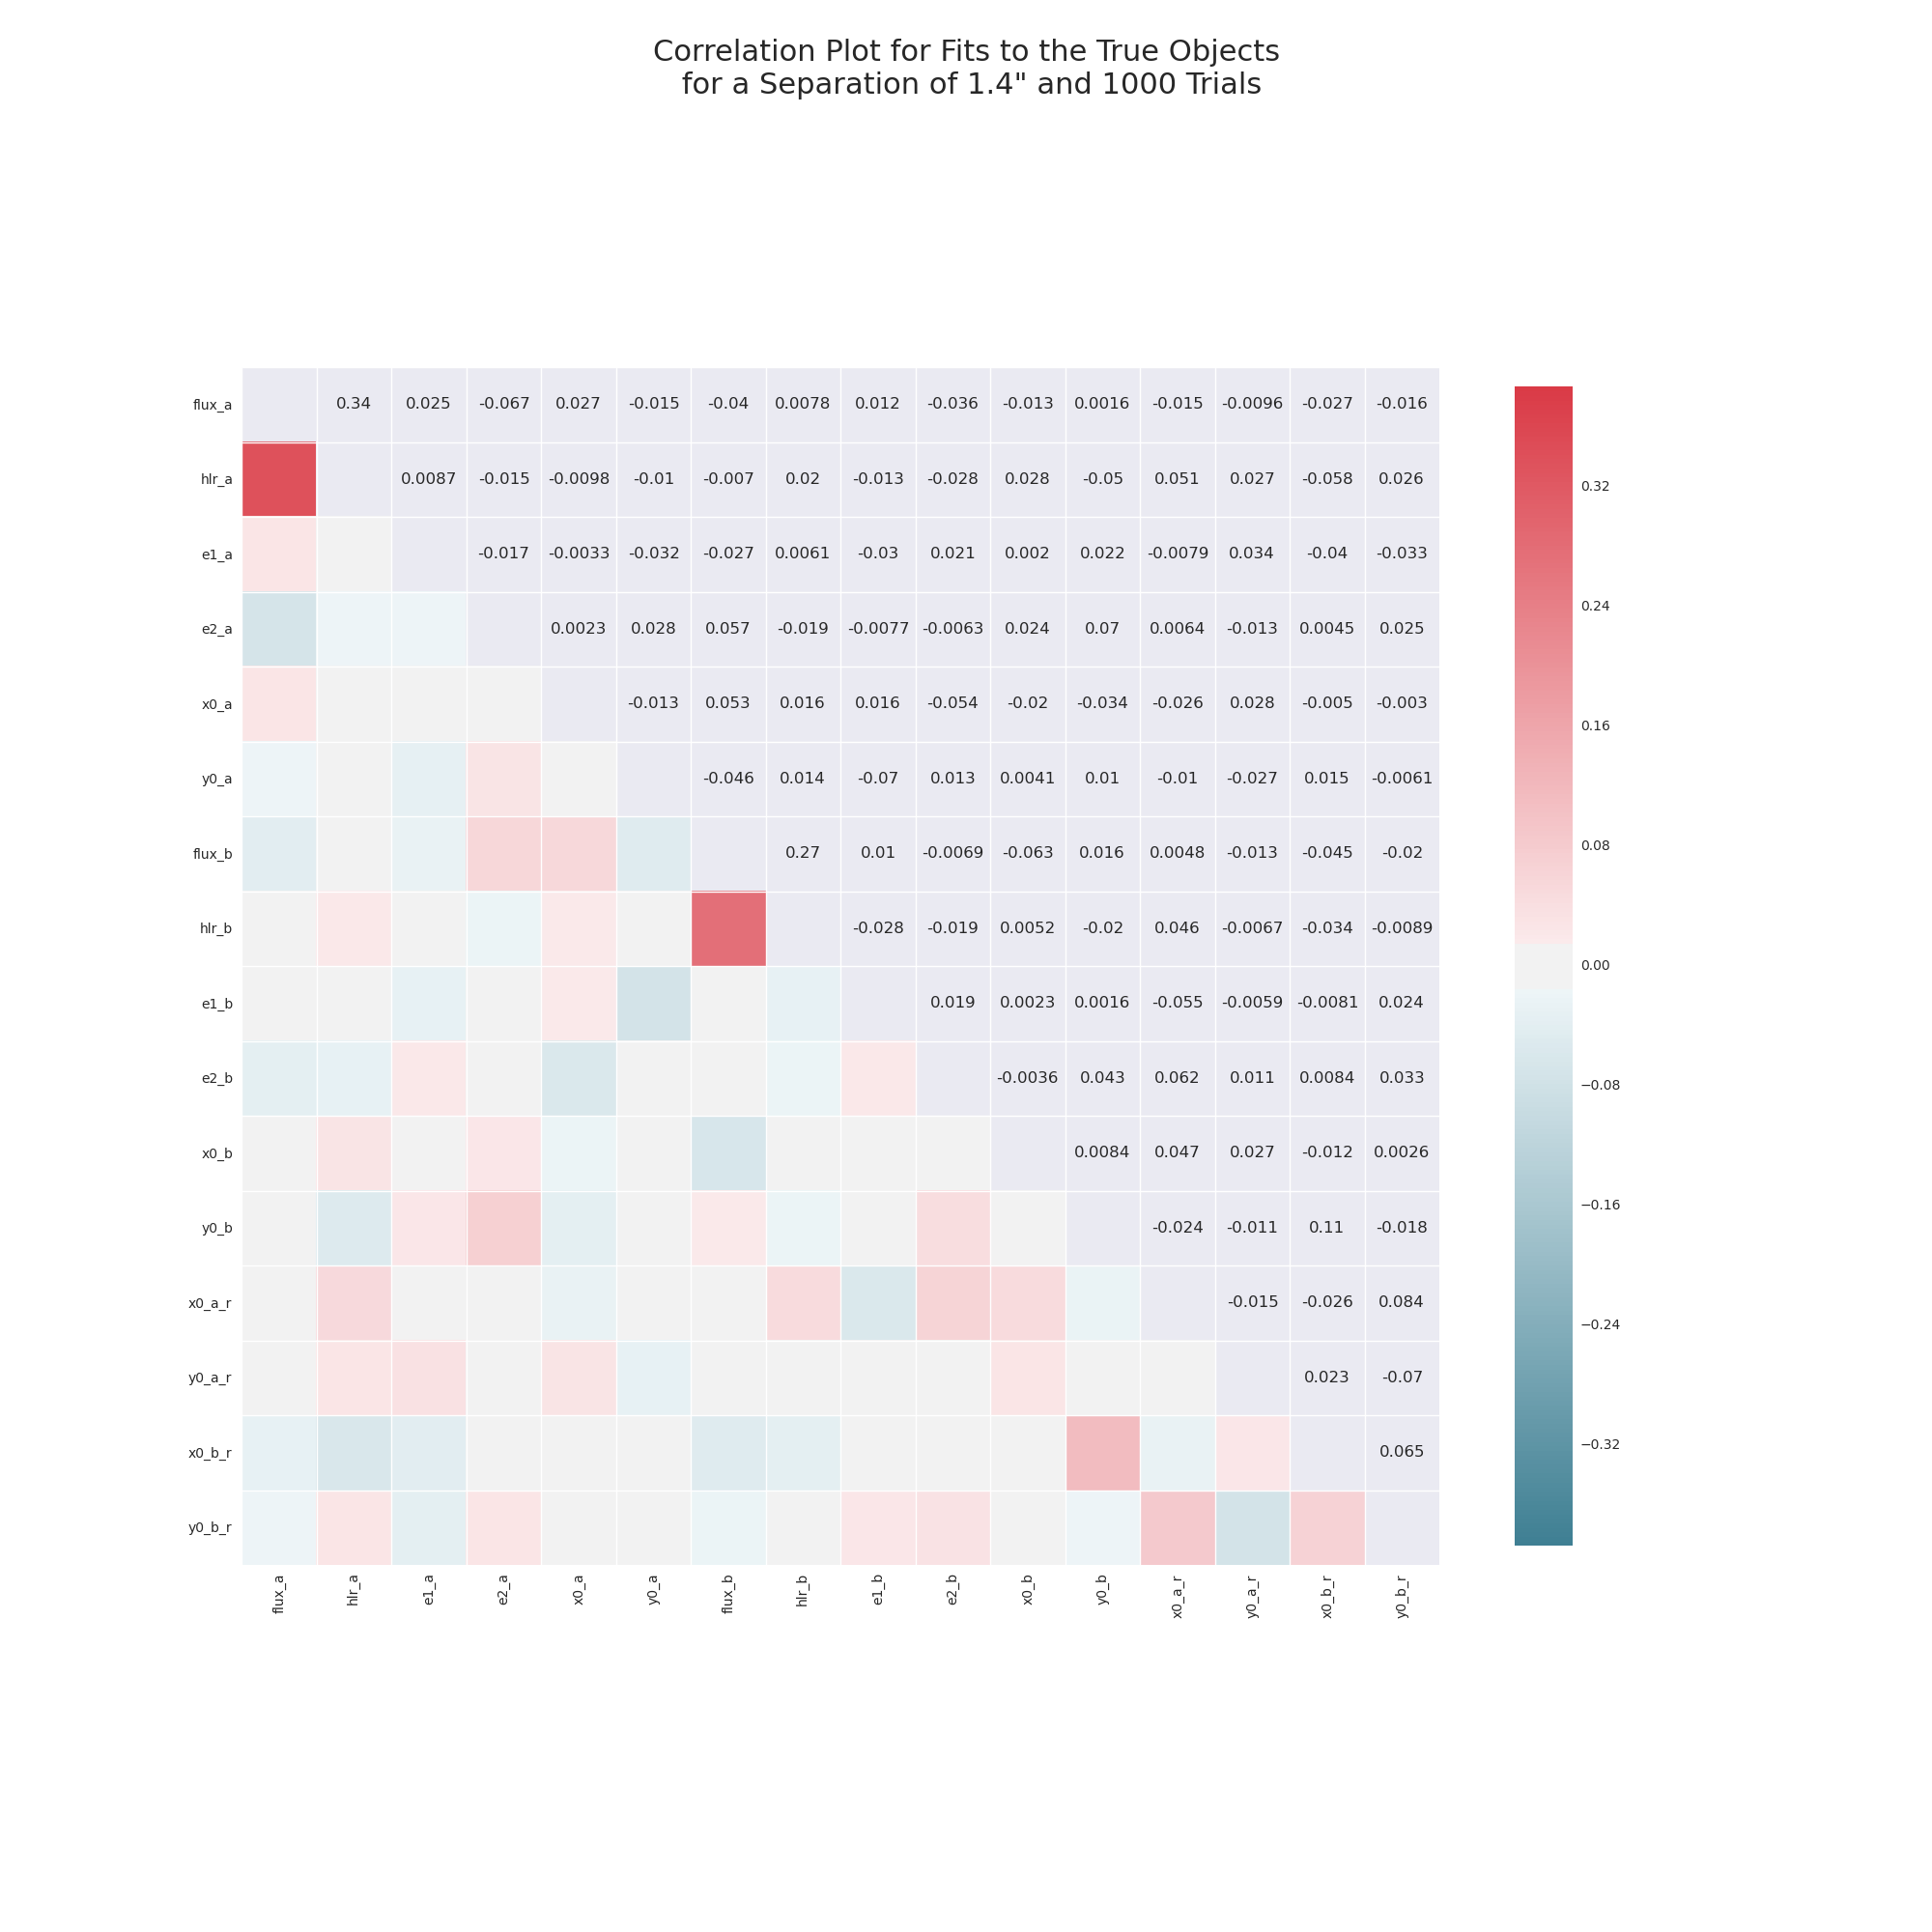 Correlation Plot for Fits to the True Objects
for a Separation of 1.4" and 1000 Trials
flux_a 0.34 0.025 -0.067 0.027 -0.015 -0.04 0.0078 0.012 -0.036 -0.013 0.0016 -0.015 -0.0096 -0.027 -0.016
hlr_a 0.0087 -0.015 -0.0098 -0.01 -0.007 0.02 -0.013 -0.028 0.028 -0.05 0.051 0.027 -0.058 0.026
e1_a -0.017 -0.0033 -0.032 -0.027 0.0061 -0.03 0.021 0.002 0.022 -0.0079 0.034 -0.04 -0.033
e2_a 0.0023 0.028 0.057 -0.019 -0.0077 -0.0063 0.024 0.07 0.0064 -0.013 0.0045 0.025
x0_a -0.013 0.053 0.016 0.016 -0.054 -0.02 -0.034 -0.026 0.028 -0.005 -0.003
y0_a -0.046 0.014 -0.07 0.013 0.0041 0.01 -0.01 -0.027 0.015 -0.0061
flux_b 0.27 0.01 -0.0069 -0.063 0.016 0.0048 -0.013 -0.045 -0.02
hlr_b -0.028 -0.019 0.0052 -0.02 0.046 -0.0067 -0.034 -0.0089
e1_b 0.019 0.0023 0.0016 -0.055 -0.0059 -0.0081 0.024
e2_b -0.0036 0.043 0.062 0.011 0.0084 0.033
x0_b 0.0084 0.047 0.027 -0.012 0.0026
y0_b -0.024 -0.011 0.11 -0.018
x0_a_r -0.015 -0.026 0.084
y0_a_r 0.023 -0.07
x0_b_r 0.065
y0_b_r
flux_a hlr_a e1_a e2_a x0_a y0_a flux_b hlr_b e1_b e2_b x0_b y0_b x0_a_r y0_a_r x0_b_r y0_b_r
0.32
0.24
0.16
0.08
0.00
−0.08
−0.16
−0.24
−0.32